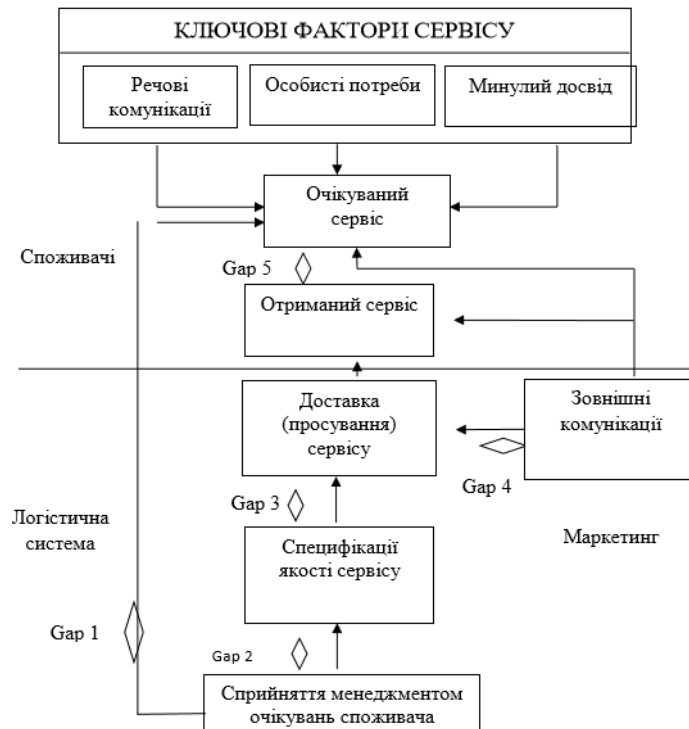 КЛЮЧОВІ ФАКТОРИ СЕРВІСУ
Речові
комунікації
Особисті потреби
Минулий досвід
Очікуваний
сервіс
Споживачі
Gap 5
Отриманий сервіс
Доставка
(просування)
сервісу
Зовнішні
комунікації
Gap 4
Gap 3
Логістична
система
Маркетинг
Специфікації
якості сервісу
Gap 1
Gap 2
Сприйняття менеджментом
очікувань споживача